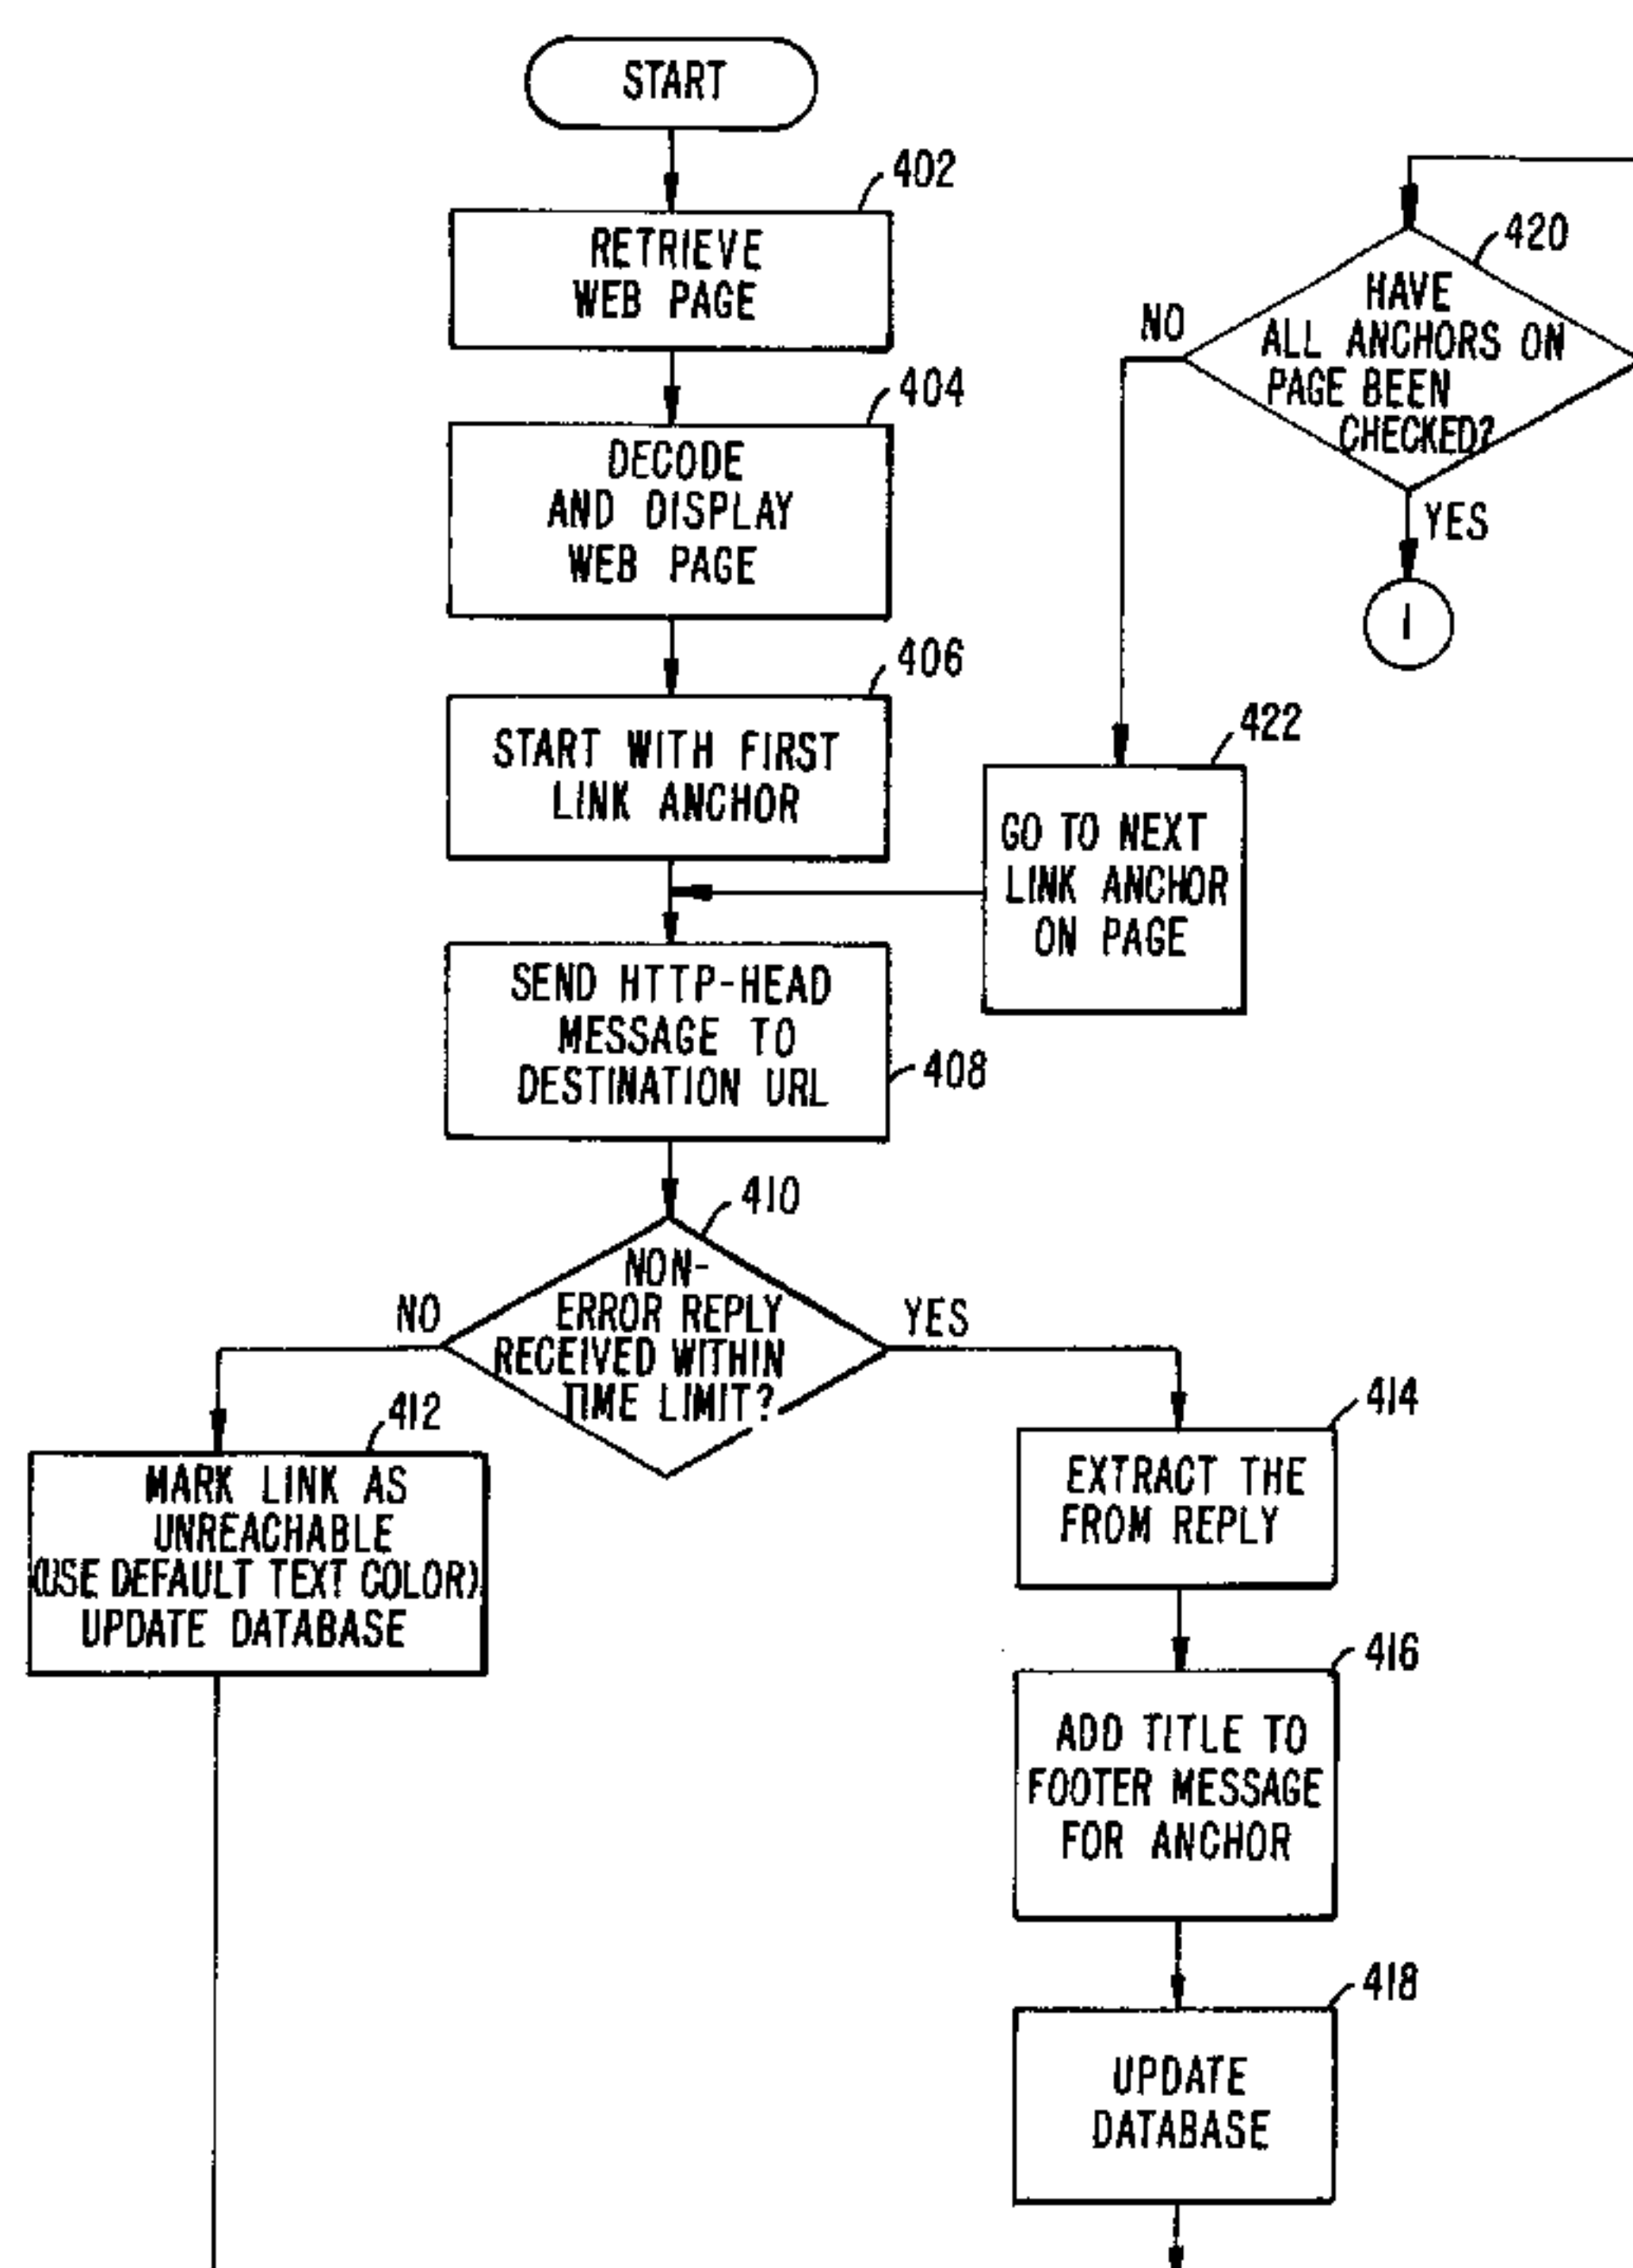 START
402
RETRIEVE
WEB PAGE
404
DECODE
AND DISPLAY
WEB PAGE
406
START WITH FIRST
LINK ANCHOR
SEND HTTP-HEAD
MESSAGE TO
DESTINATION URL
408
410
NON-
ERROR REPLY
RECEIVED WITHIN
TIME LIMIT?
NO
YES
412
MARK LINK AS
UNREACHABLE
(USE DEFAULT TEXT COLOR)
UPDATE DATABASE
414
EXTRACT THE
FROM REPLY
416
ADD TITLE TO
FOOTER MESSAGE
FOR ANCHOR
418
UPDATE
DATABASE
420
HAVE
ALL ANCHORS ON
PAGE BEEN
CHECKED?
NO
YES
1
422
GO TO NEXT
LINK ANCHOR
ON PAGE